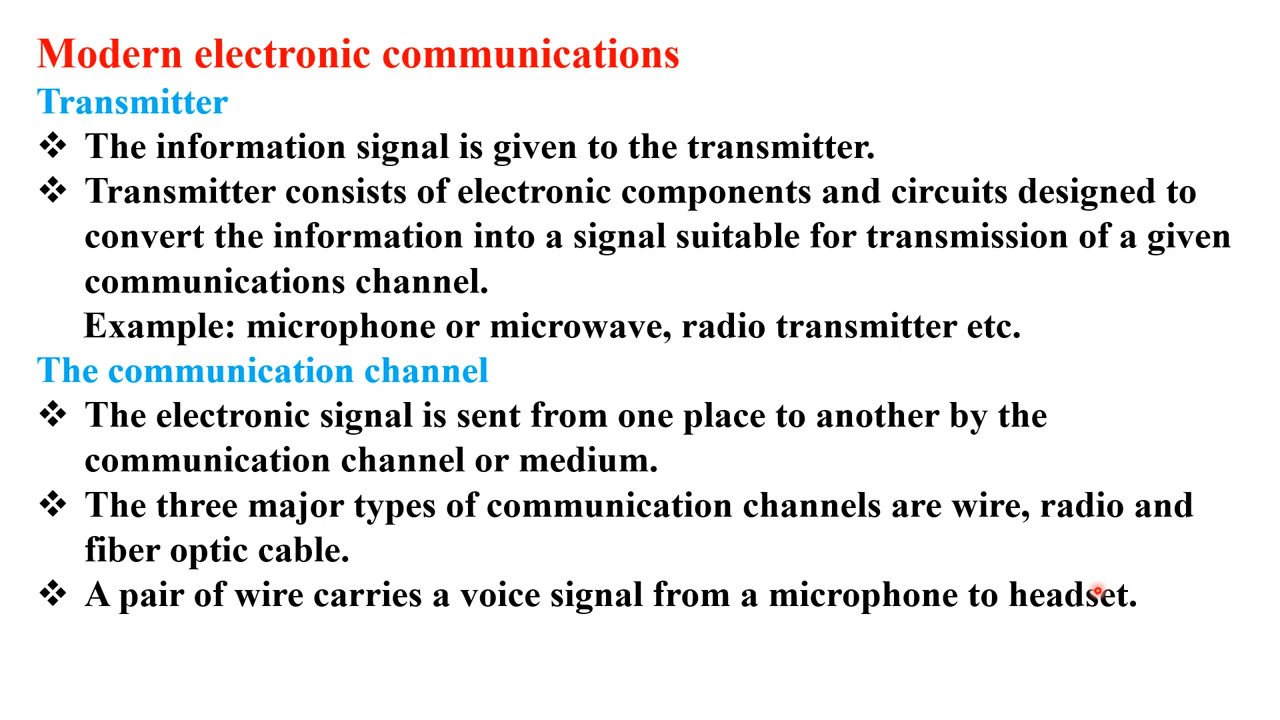 Modern electronic communications
Transmitter
❖ The information signal is given to the transmitter.
❖ Transmitter consists of electronic components and circuits designed to
convert the information into a signal suitable for transmission of a given
communications channel.
Example: microphone or microwave, radio transmitter etc.
The communication channel
❖ The electronic signal is sent from one place to another by the
communication channel or medium.
❖ The three major types of communication channels are wire, radio and
fiber optic cable.
❖ A pair of wire carries a voice signal from a microphone to headset.